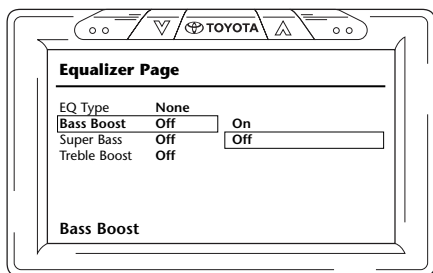 TOYOTA
Equalizer Page
EQ Type None
Bass Boost Off On
Super Bass Off Off
Treble Boost Off
Bass Boost